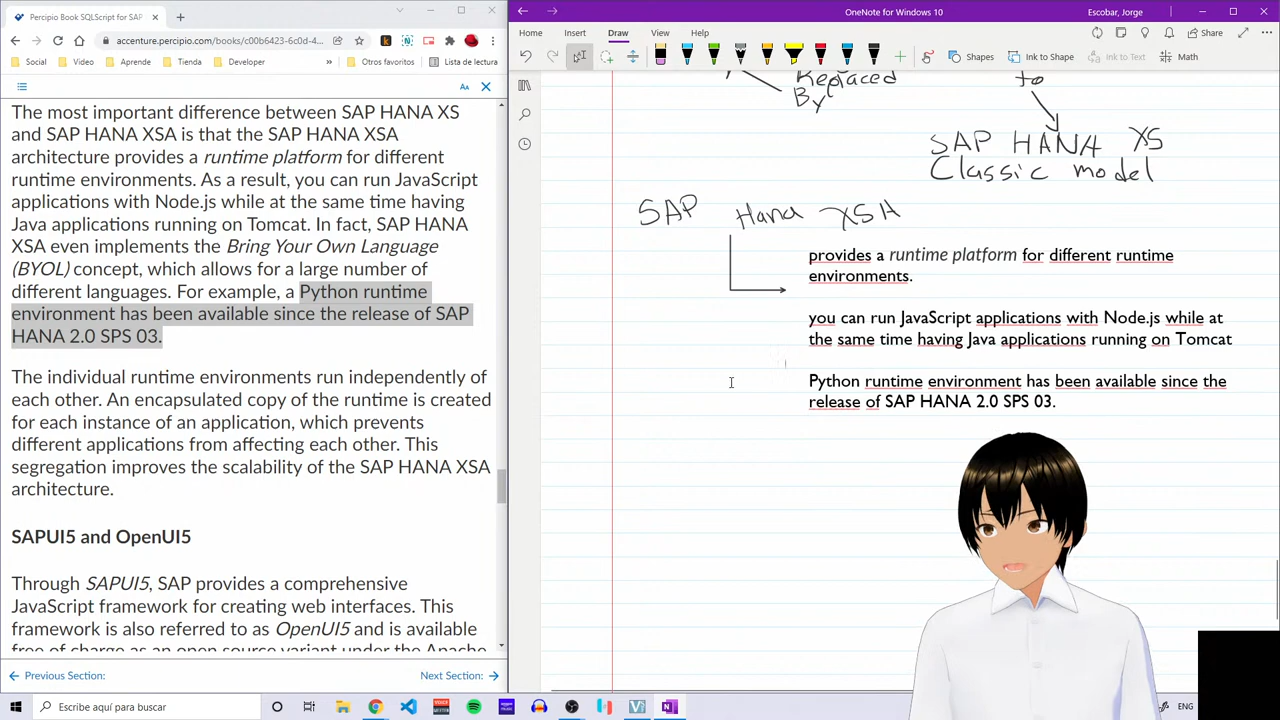 Percipio Book SQLScript for SAP
accenture.percipio.com/books/c00b6423-6c0d-4...
Social
Video
Aprende
Tienda
Developer
Otros favoritos
Lista de lectura
The most important difference between SAP HANA XS
and SAP HANA XSA is that the SAP HANA XSA
architecture provides a runtime platform for different
runtime environments. As a result, you can run JavaScript
applications with Node.js while at the same time having
Java applications running on Tomcat. In fact, SAP HANA
XSA even implements the Bring Your Own Language
(BYOL) concept, which allows for a large number of
different languages. For example, a Python runtime
environment has been available since the release of SAP
HANA 2.0 SPS 03.
The individual runtime environments run independently of
each other. An encapsulated copy of the runtime is created
for each instance of an application, which prevents
different applications from affecting each other. This
segregation improves the scalability of the SAP HANA XSA
architecture.
SAPUI5 and OpenUI5
Through SAPUI5, SAP provides a comprehensive
JavaScript framework for creating web interfaces. This
framework is also referred to as OpenUI5 and is available
free of charge as an open source variant under the Apache
Previous Section:
Next Section:
OneNote for Windows 10
Escobar, Jorge
Home
Insert
Draw
View
Help
Share
Shapes
Ink to Shape
Ink to Text
Math
Replaced
By
to
SAP HANA XS
Classic model
SAP Hana XSA
provides a runtime platform for different runtime
environments.
you can run JavaScript applications with Node.js while at
the same time having Java applications running on Tomcat
Python runtime environment has been available since the
release of SAP HANA 2.0 SPS 03.
Escribe aquí para buscar
ENG